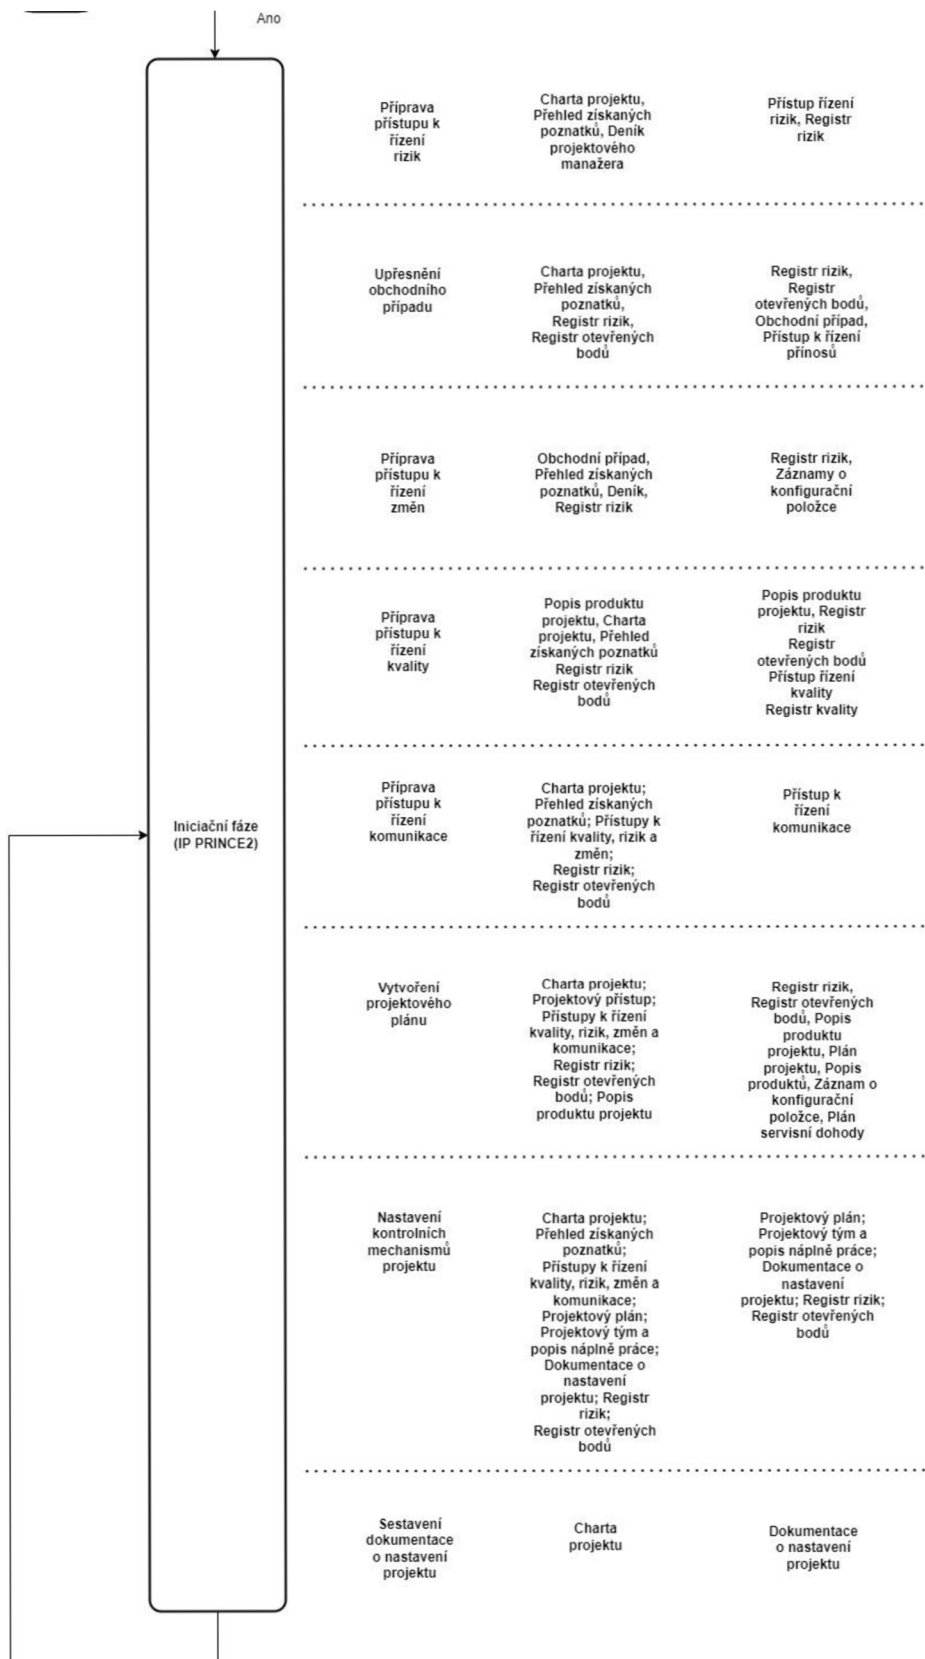 Ano
Příprava
přístupu k
řízení
rizik
Charta projektu,
Přehled získaných
poznatků, Deník
projektového
manažera
Přístup řízení
rizik, Registr
rizik
Upřesnění
obchodního
případu
Charta projektu,
Přehled získaných
poznatků,
Registr rizik,
Registr otevřených
bodů
Registr rizik,
Registr
otevřených bodů,
Obchodní případ,
Přístup k řízení
přínosů
Příprava
přístupu k
řízení
změn
Obchodní případ,
Přehled získaných
poznatků, Deník,
Registr rizik
Registr rizik,
Záznamy o
konfigurační
položce
Příprava
přístupu k
řízení
kvality
Popis produktu
projektu, Charta
projektu, Přehled
získaných poznatků
Registr rizik
Registr otevřených
bodů
Popis produktu
projektu, Registr
rizik
Registr
otevřených bodů
Přístup řízení
kvality
Registr kvality
Iniciační fáze
(IP PRINCE2)
Příprava
přístupu k
řízení
komunikace
Charta projektu;
Přehled získaných
poznatků; Přístupy k
řízení kvality, rizik a
změn;
Registr rizik;
Registr otevřených
bodů
Přístup k
řízení
komunikace
Vytvoření
projektového
plánu
Charta projektu;
Projektový přístup;
Přístupy k řízení
kvality, rizik, změn a
komunikace;
Registr rizik;
Registr otevřených
bodů; Popis
produktu projektu
Registr rizik,
Registr otevřených
bodů, Popis
produktu
projektu, Plán
projektu, Popis
produktů, Záznam o
konfigurační
položce, Plán
servisní dohody
Nastavení
kontrolních
mechanismů
projektu
Charta projektu;
Přehled získaných
poznatků;
Přístupy k řízení
kvality, rizik, změn a
komunikace;
Projektový plán;
Projektový tým a
popis náplně práce;
Dokumentace o
nastavení
projektu; Registr
rizik;
Registr otevřených
bodů
Projektový plán;
Projektový tým a
popis náplně práce;
Dokumentace o
nastavení
projektu; Registr rizik;
Registr otevřených
bodů
Sestavení
dokumentace
o nastavení
projektu
Charta
projektu
Dokumentace
o nastavení
projektu